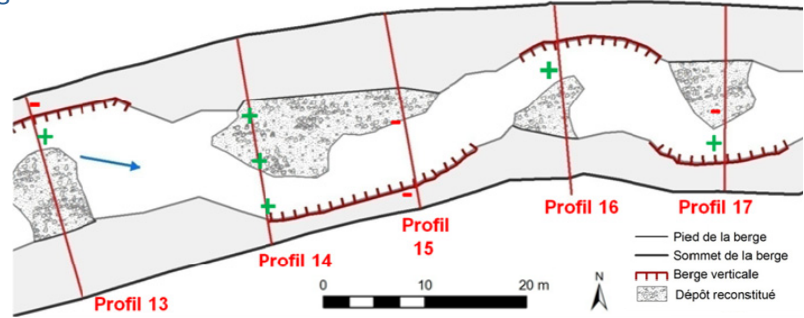 Profil 13
Profil 14
Profil
15
Profil 16
Profil 17
0
10
20 m
N
Pied de la berge
Sommet de la berge
Berge verticale
Dépôt reconstitué